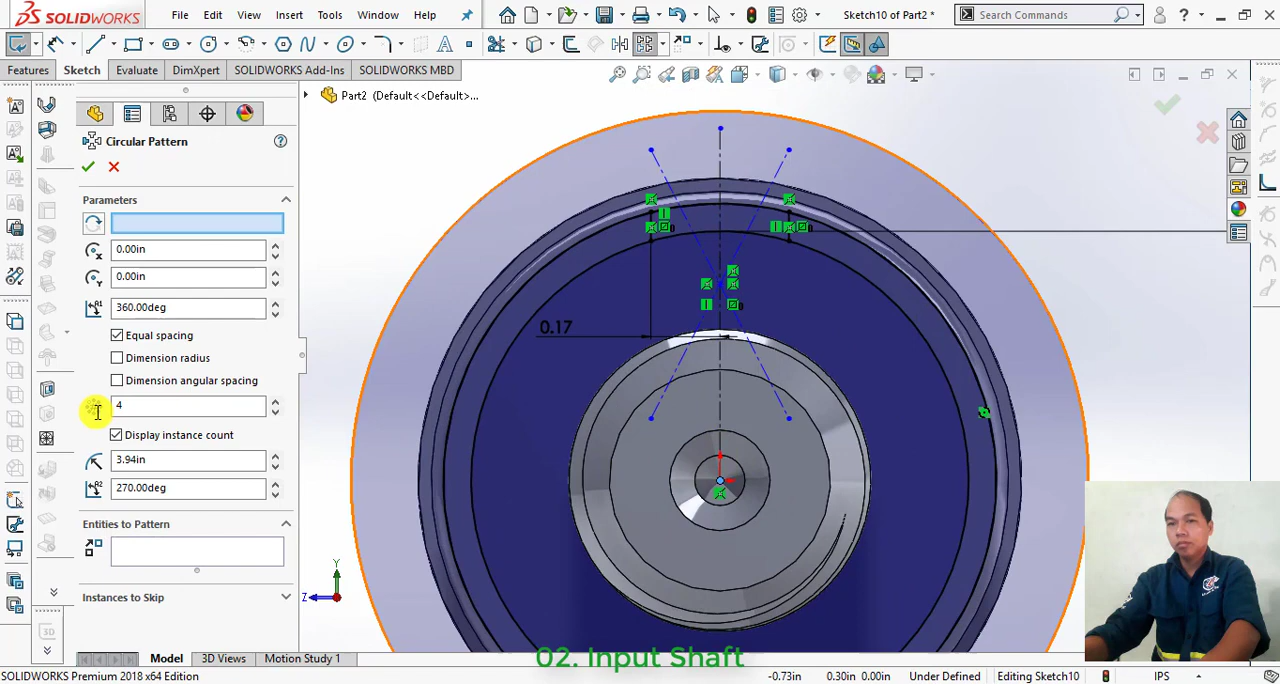 SOLIDWORKS
File Edit View Insert Tools Window Help
Sketch10 of Part2 *
Search Commands
Features Sketch Evaluate DimXpert SOLIDWORKS Add-Ins SOLIDWORKS MBD
Part2 (Default<<Default>...
Circular Pattern
Parameters
0.00in
0.00in
360.00deg
Equal spacing
Dimension radius
Dimension angular spacing
4
Display instance count
3.94in
270.00deg
Entities to Pattern
Instances to Skip
0.17
Y
Z
3D
02. Input Shaft
Model 3D Views Motion Study 1
SOLIDWORKS Premium 2018 x64 Edition
-0.73in 0.30in 0.00in Under Defined Editing Sketch10 IPS